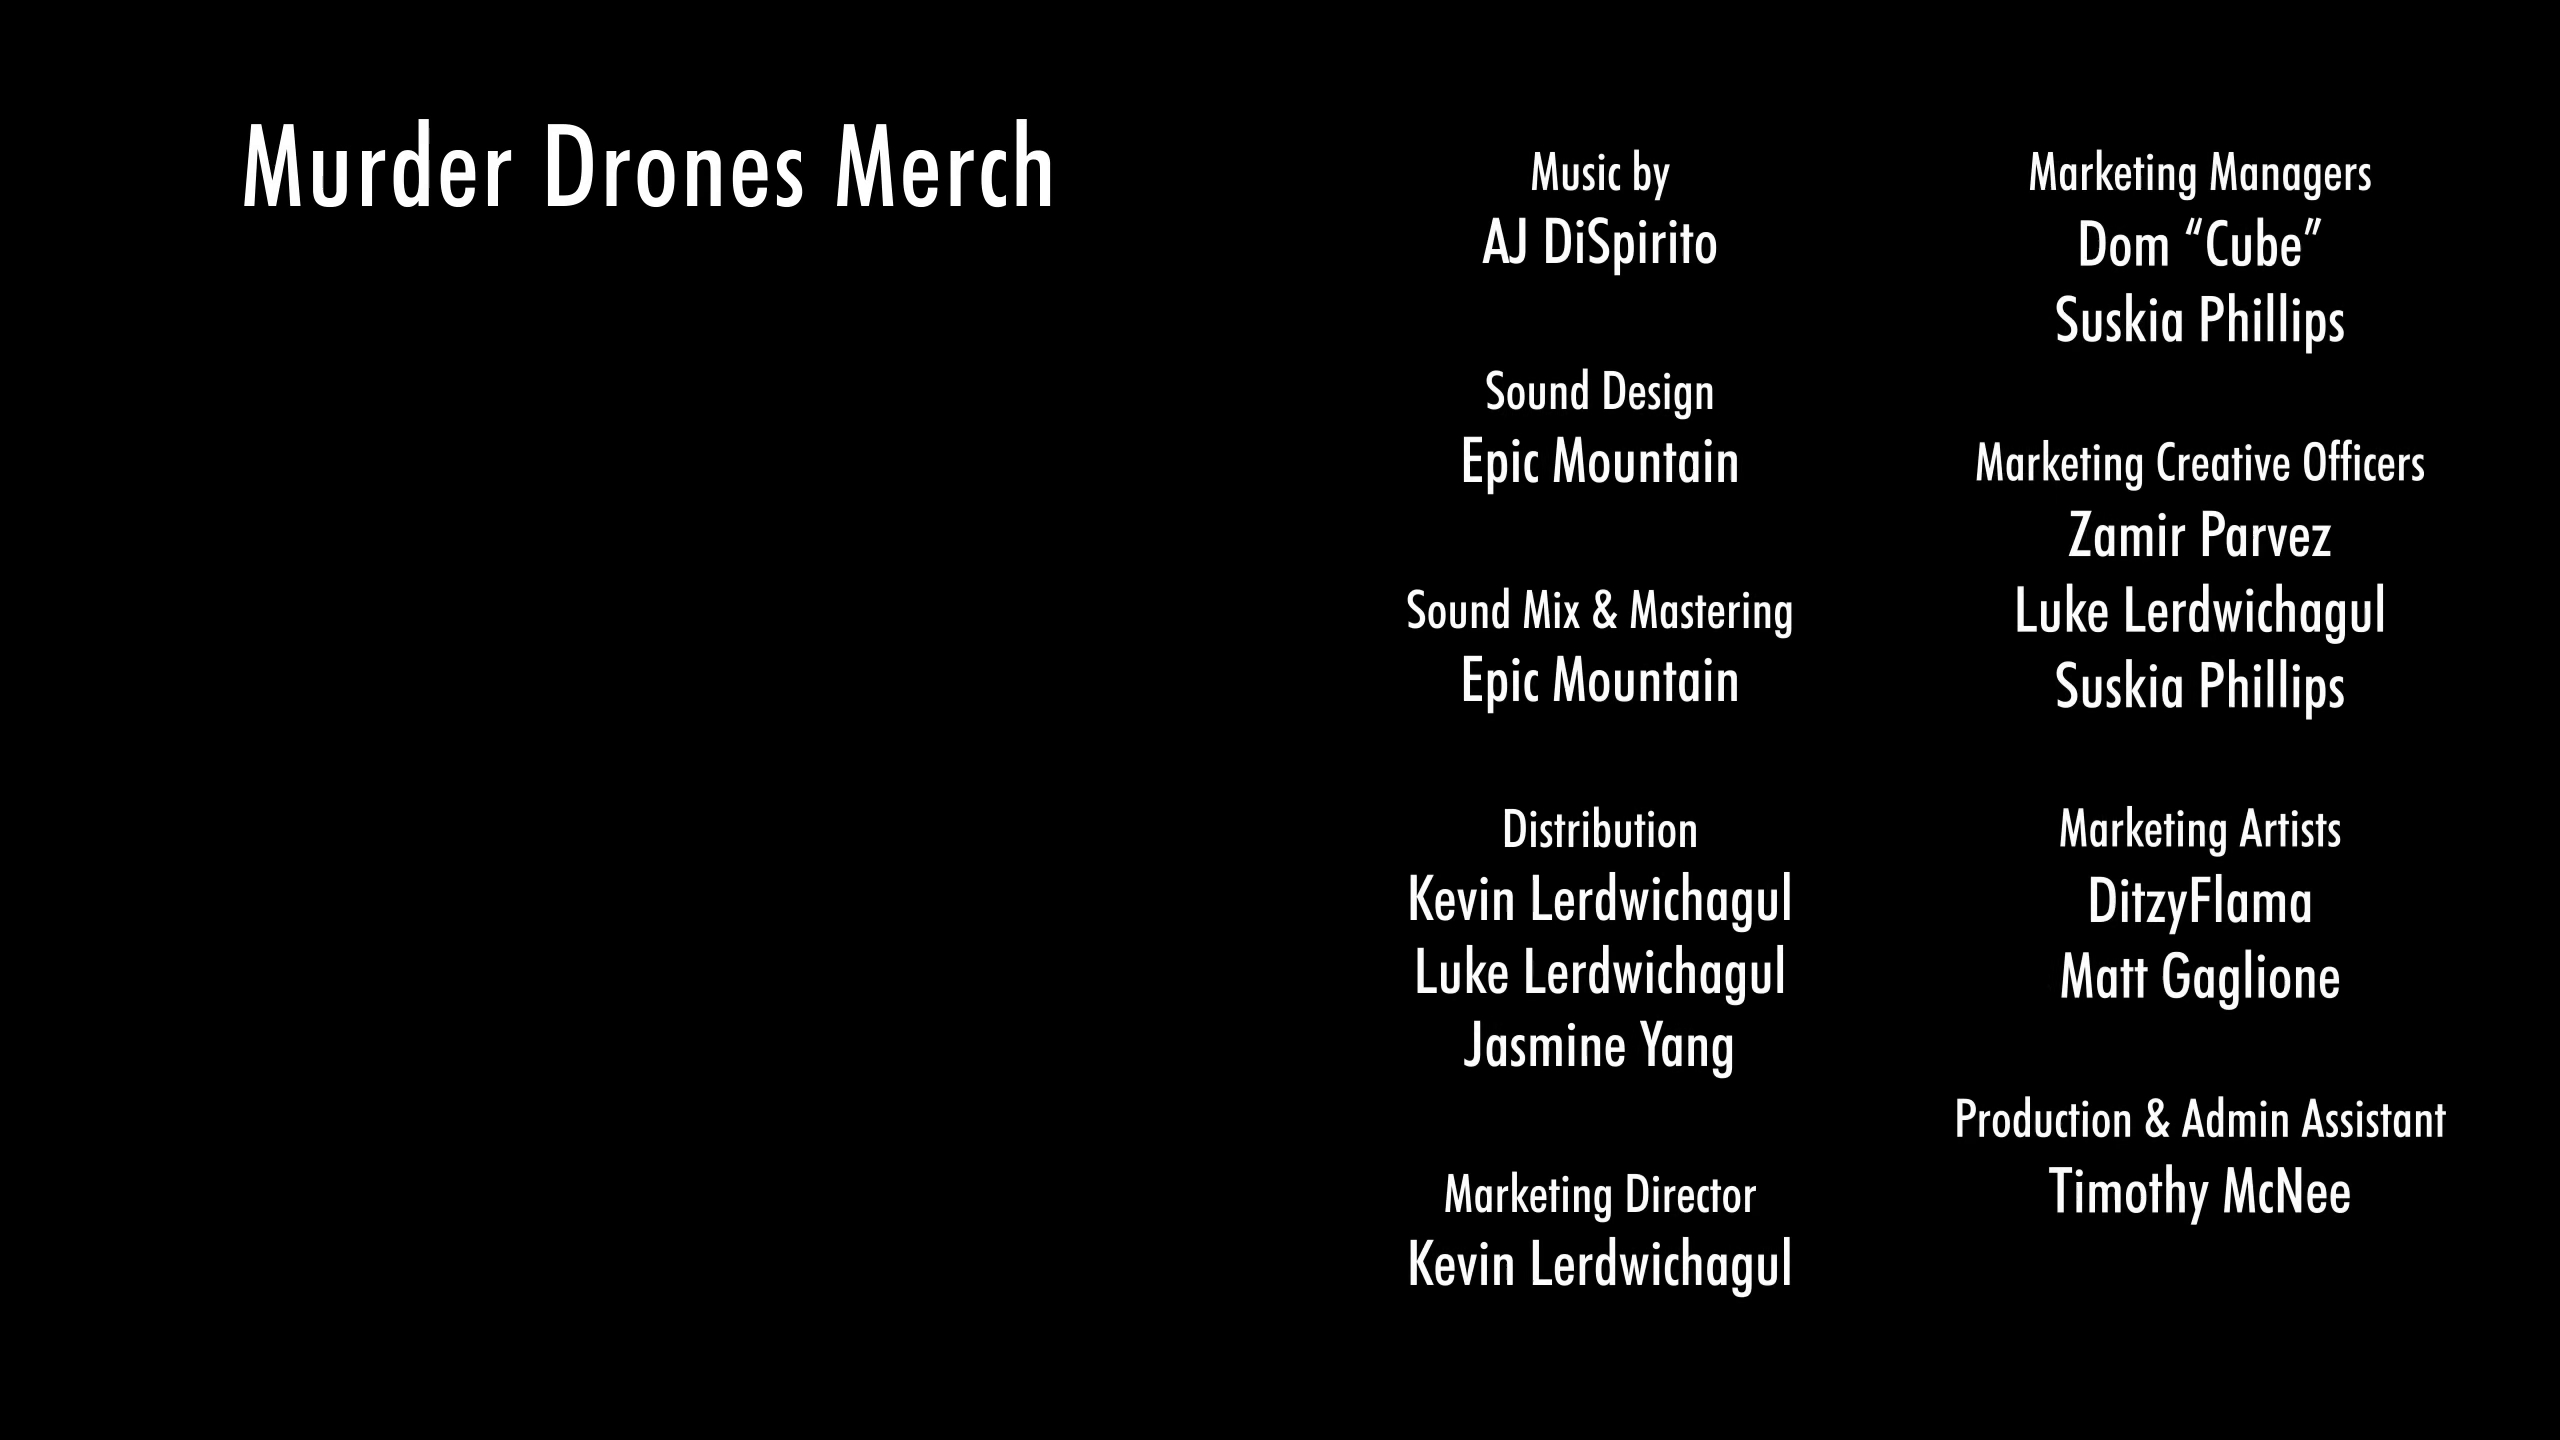 Murder Drones Merch
Music by
AJ DiSpirito
Sound Design
Epic Mountain
Sound Mix & Mastering
Epic Mountain
Distribution
Kevin Lerdwichagul
Luke Lerdwichagul
Jasmine Yang
Marketing Director
Kevin Lerdwichagul
Marketing Managers
Dom “Cube”
Suskia Phillips
Marketing Creative Officers
Zamir Parvez
Luke Lerdwichagul
Suskia Phillips
Marketing Artists
DitzyFlama
Matt Gaglione
Production & Admin Assistant
Timothy McNee